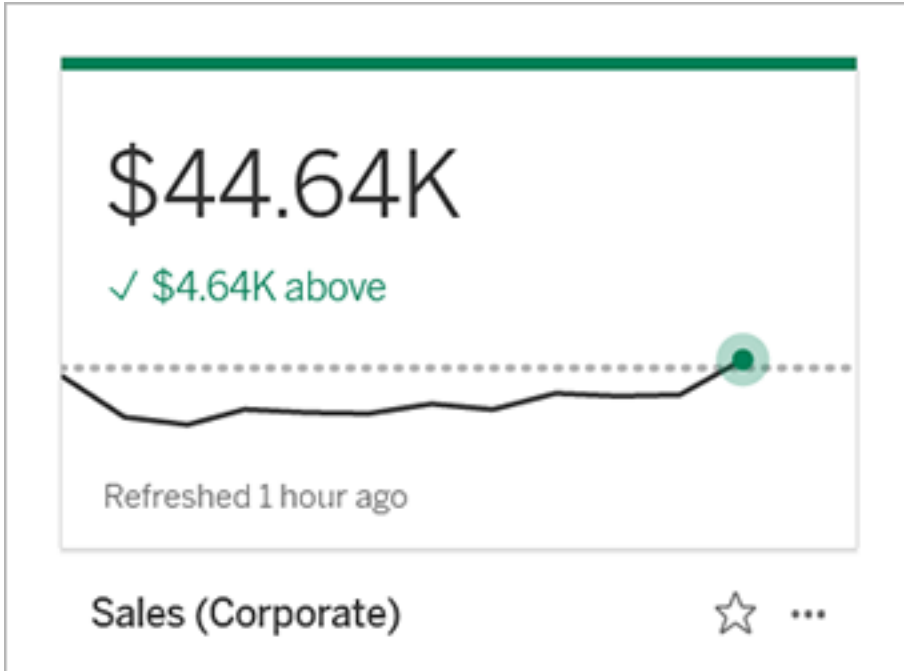 $44.64K
✓ $4.64K above
Refreshed 1 hour ago
Sales (Corporate)